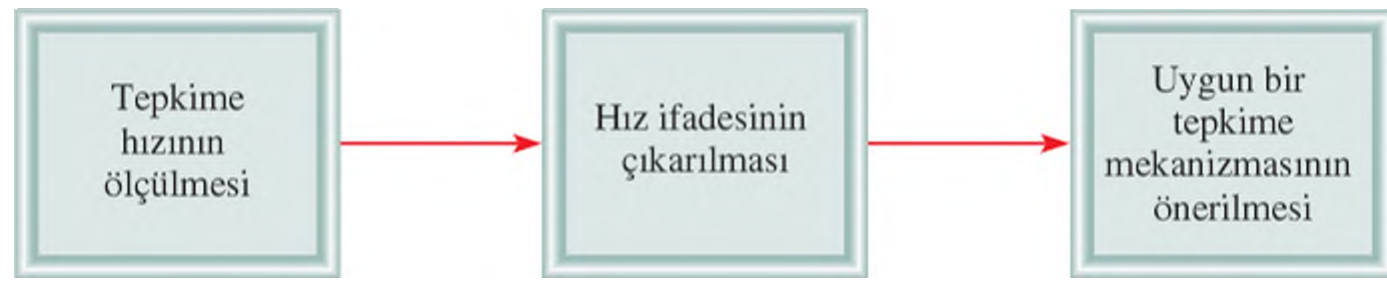 Tepkime
hızının
ölçülmesi
Hız ifadesinin
çıkarılması
Uygun bir
tepkime
mekanizmasının
önerilmesi